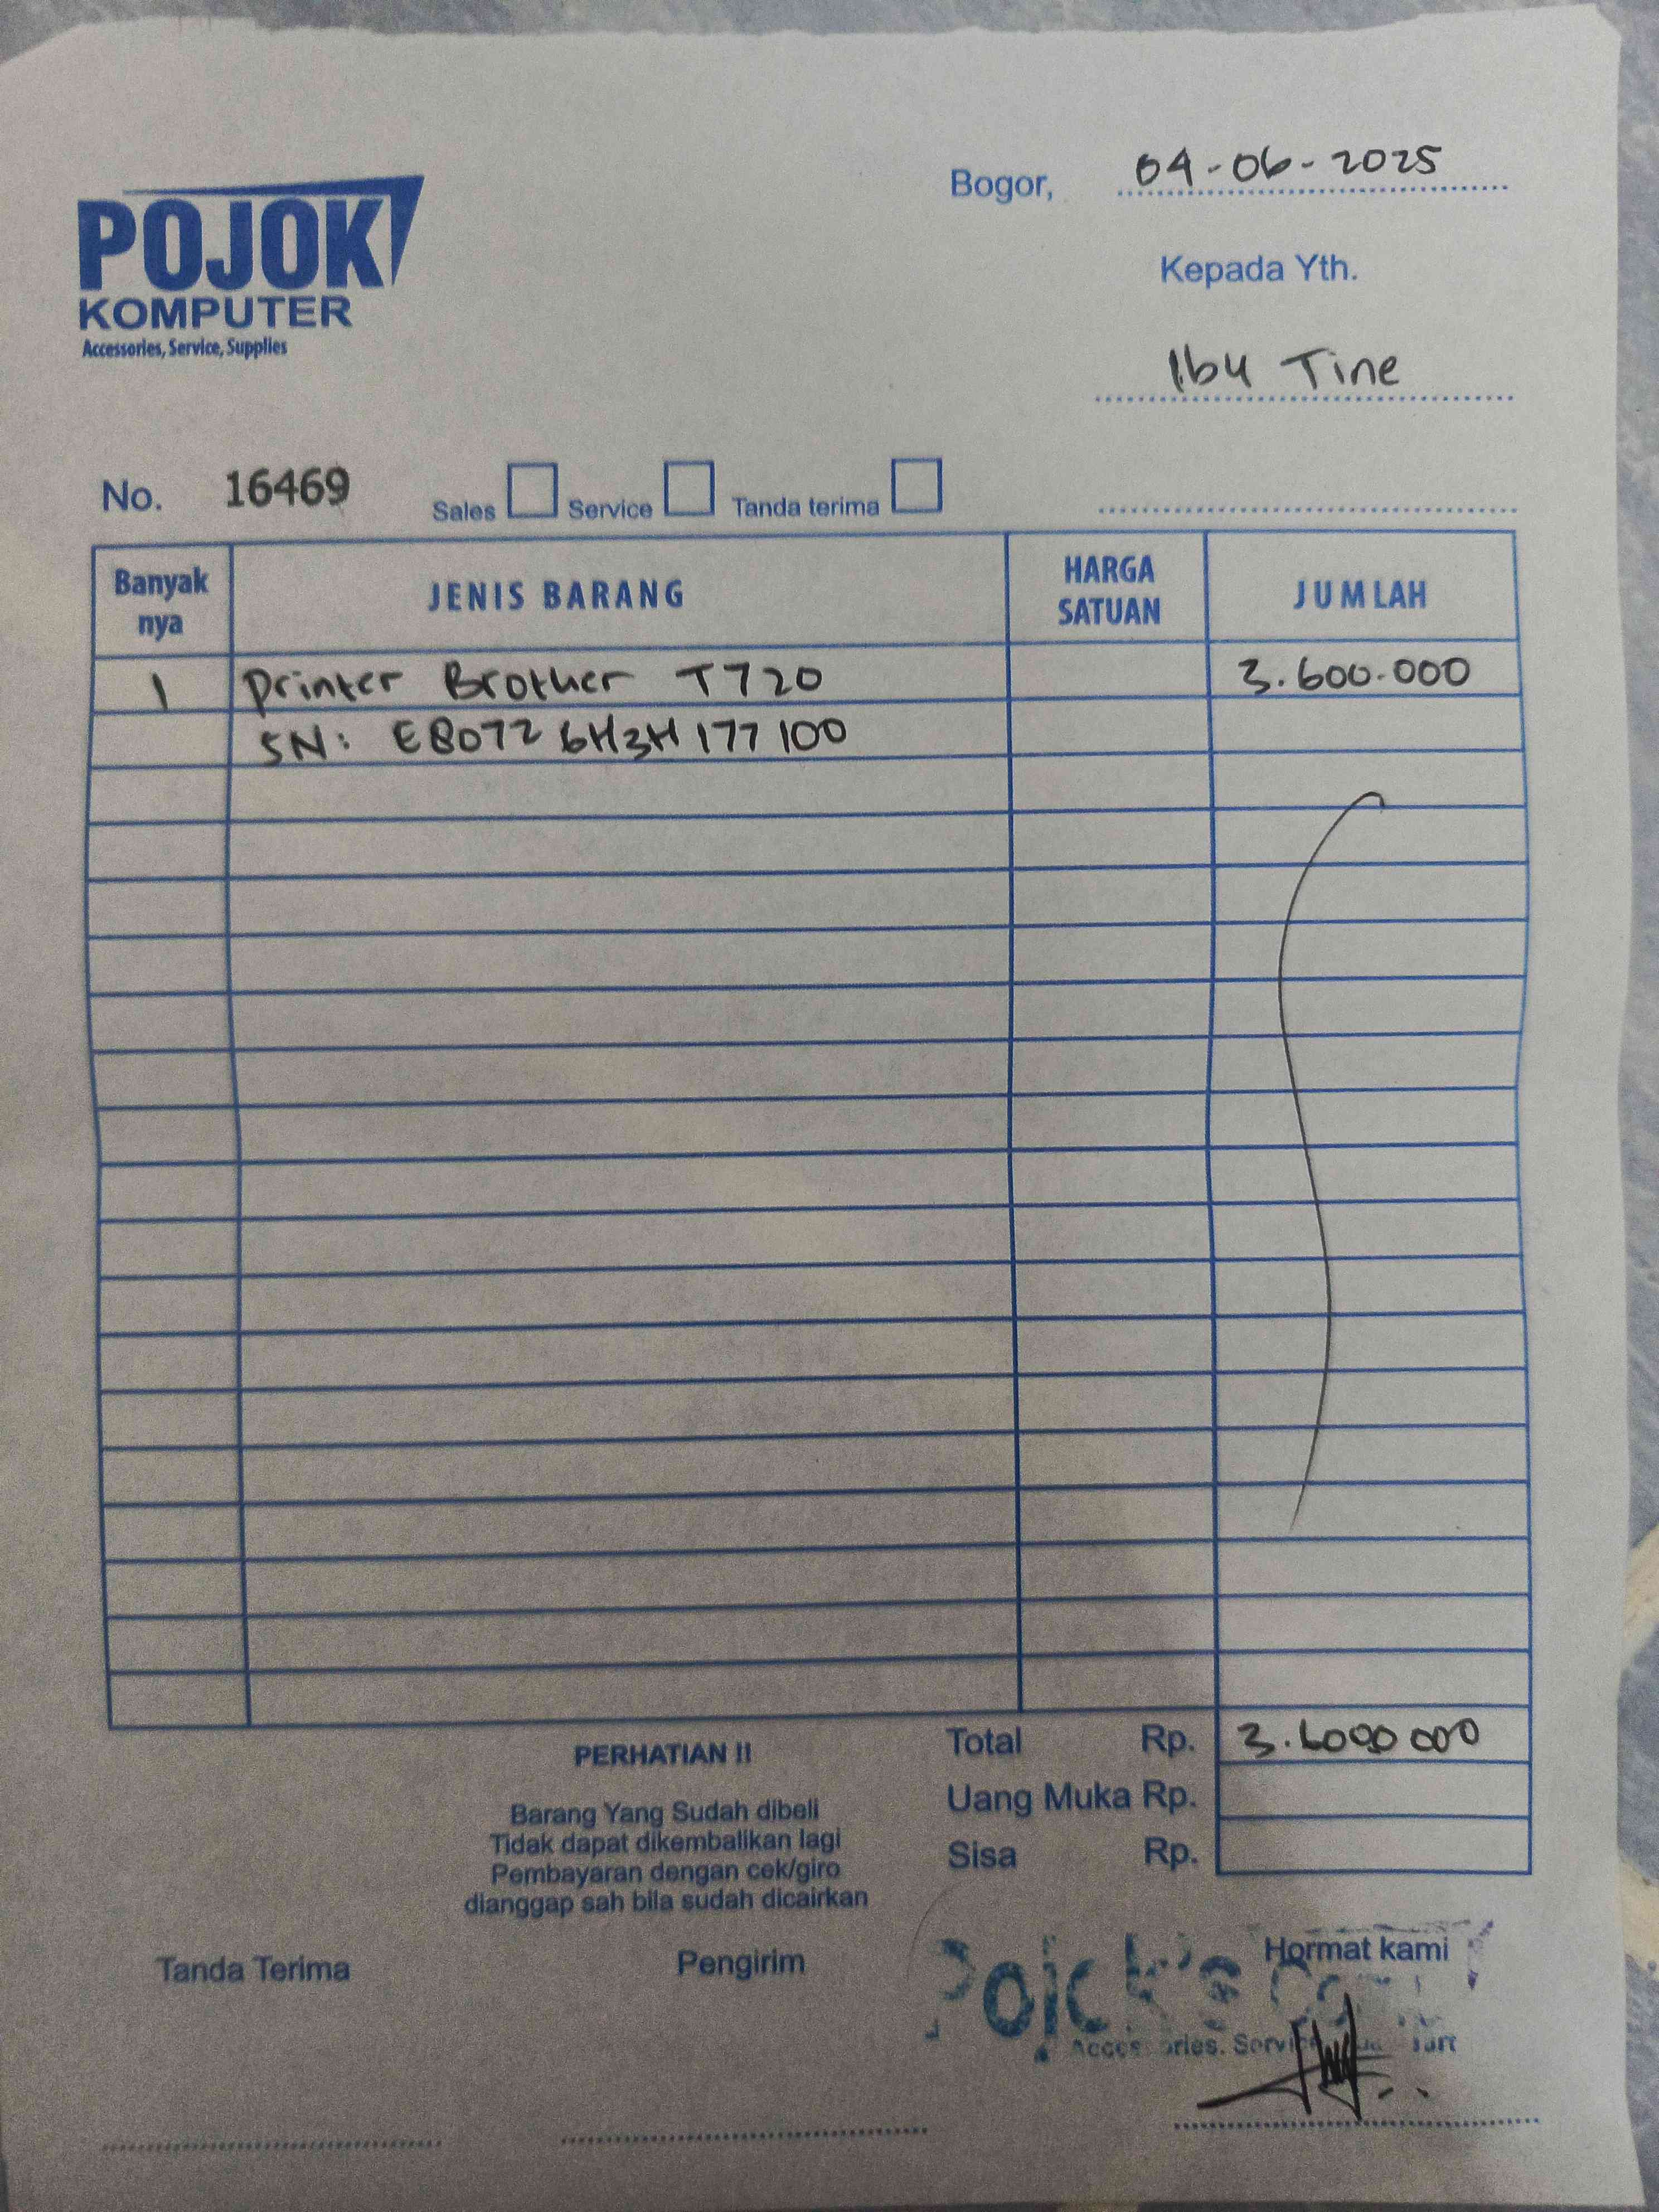 Bogor, 04-06-2025
POJOK
KOMPUTER
Accessories, Service, Supplies
Kepada Yth.
Ibu Tine
No. 16469 Sales Service Tanda terima
Banyak nya JENIS BARANG HARGA SATUAN JUMLAH
1 Printer Brother T720 3.600.000
SN: E80726H3H177100
Total Rp. 3.6000 000
Uang Muka Rp.
Sisa Rp.
PERHATIAN !!
Barang Yang Sudah dibeli
Tidak dapat dikembalikan lagi
Pembayaran dengan cek/giro
dianggap sah bila sudah dicairkan
Tanda Terima Pengirim Hormat kami